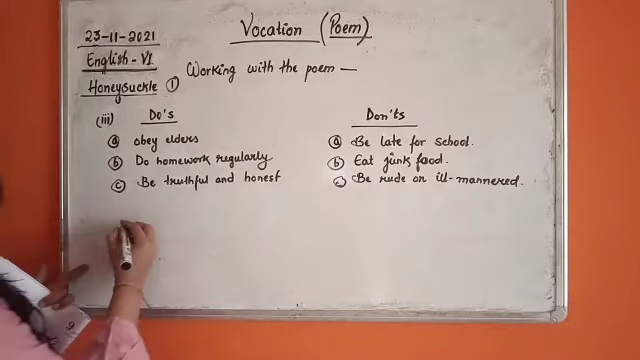 Vocation (Poem)
23-11-2021
English - VI
Honeysuckle
① Working with the poem —
(iii) Do's
Don'ts
ⓐ obey elders
ⓐ Be late for school.
ⓑ Do homework regularly
ⓑ Eat junk food.
ⓒ Be truthful and honest
ⓒ Be rude or ill-mannered.